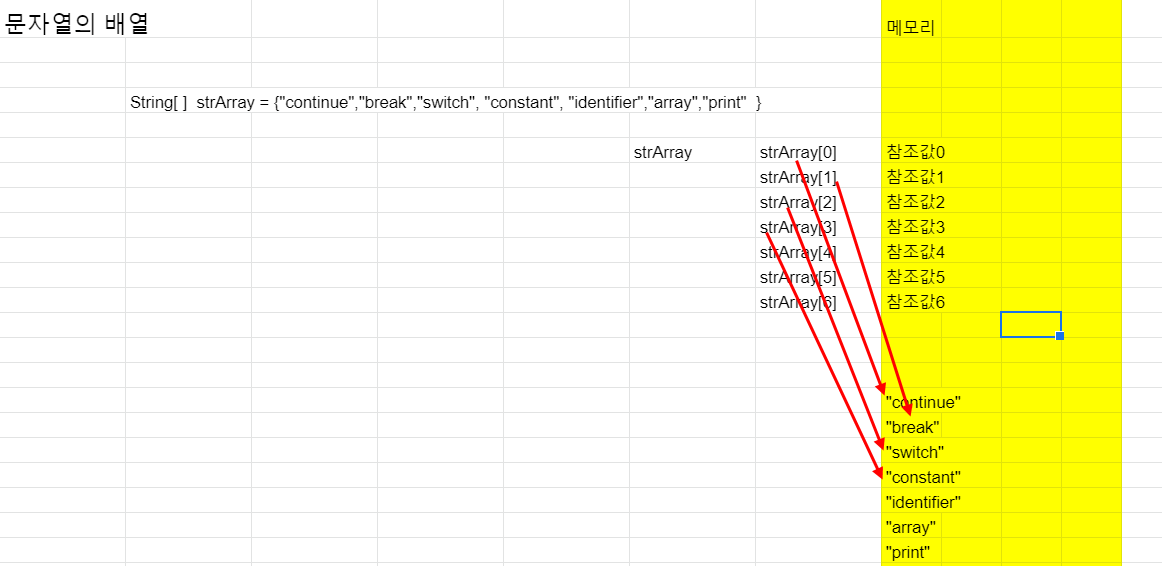 문자열의 배열
메모리
String[ ] strArray = {"continue","break","switch", "constant", "identifier","array","print" }
strArray strArray[0] 참조값0
strArray[1] 참조값1
strArray[2] 참조값2
strArray[3] 참조값3
strArray[4] 참조값4
strArray[5] 참조값5
strArray[6] 참조값6
"continue"
"break"
"switch"
"constant"
"identifier"
"array"
"print"